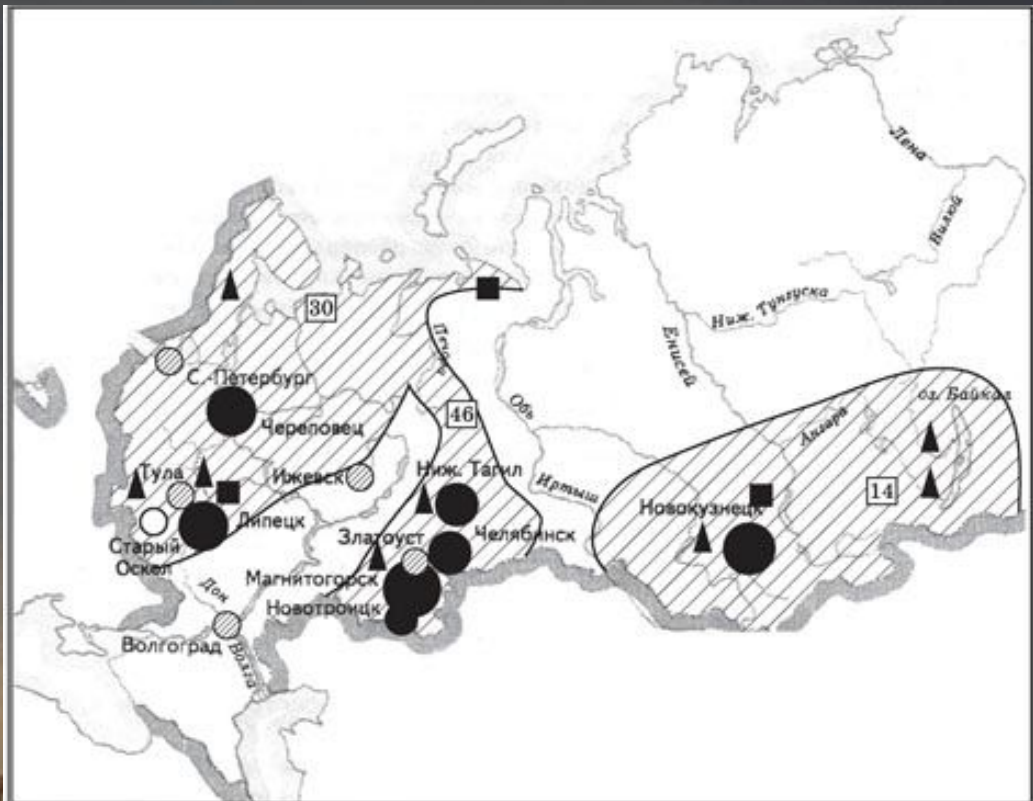 Лена
Вилюй
Ниж. Тунгуска
Енисей
30
Печора
С.-Петербург
Череповец
46
Обь
оз. Байкал
Ангара
Тула
Ижевск
Ниж. Тагил
Иртыш
14
Новокузнецк
Липецк
Старый
Оскол
Златоуст
Челябинск
Магнитогорск
Новотроицк
Дон
Волгоград
Волга